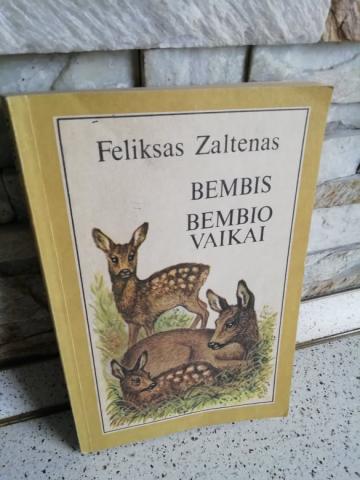 Feliksas Zaltenas
BEMBIS
BEMBIO
VAIKAI